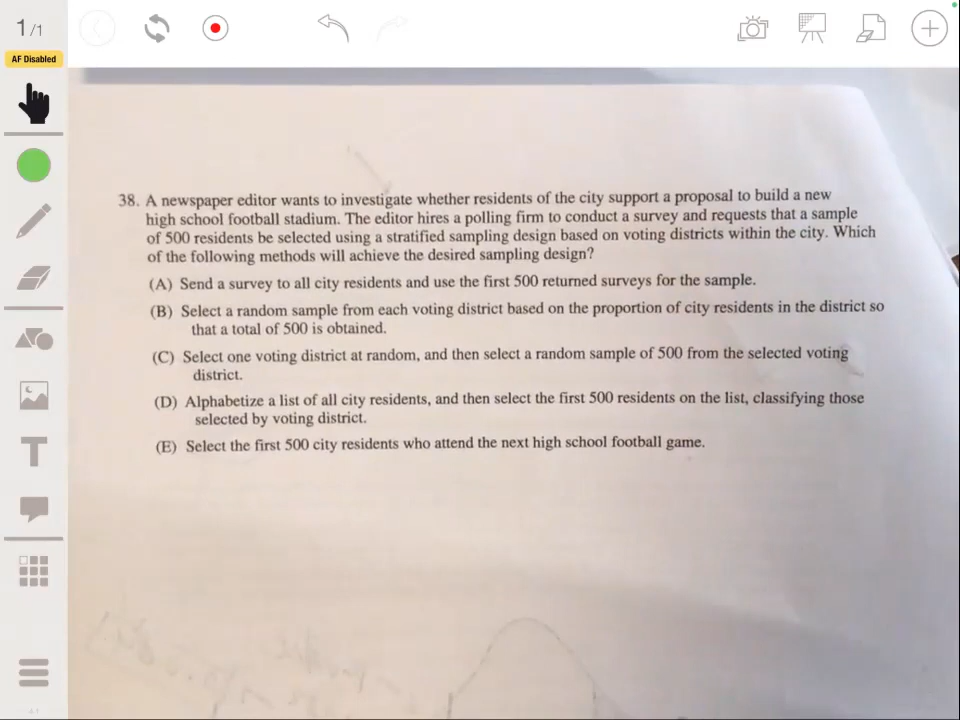 1/1
AF Disabled
38. A newspaper editor wants to investigate whether residents of the city support a proposal to build a new
high school football stadium. The editor hires a polling firm to conduct a survey and requests that a sample
of 500 residents be selected using a stratified sampling design based on voting districts within the city. Which
of the following methods will achieve the desired sampling design?
(A) Send a survey to all city residents and use the first 500 returned surveys for the sample.
(B) Select a random sample from each voting district based on the proportion of city residents in the district so
that a total of 500 is obtained.
(C) Select one voting district at random, and then select a random sample of 500 from the selected voting
district.
(D) Alphabetize a list of all city residents, and then select the first 500 residents on the list, classifying those
selected by voting district.
(E) Select the first 500 city residents who attend the next high school football game.
T